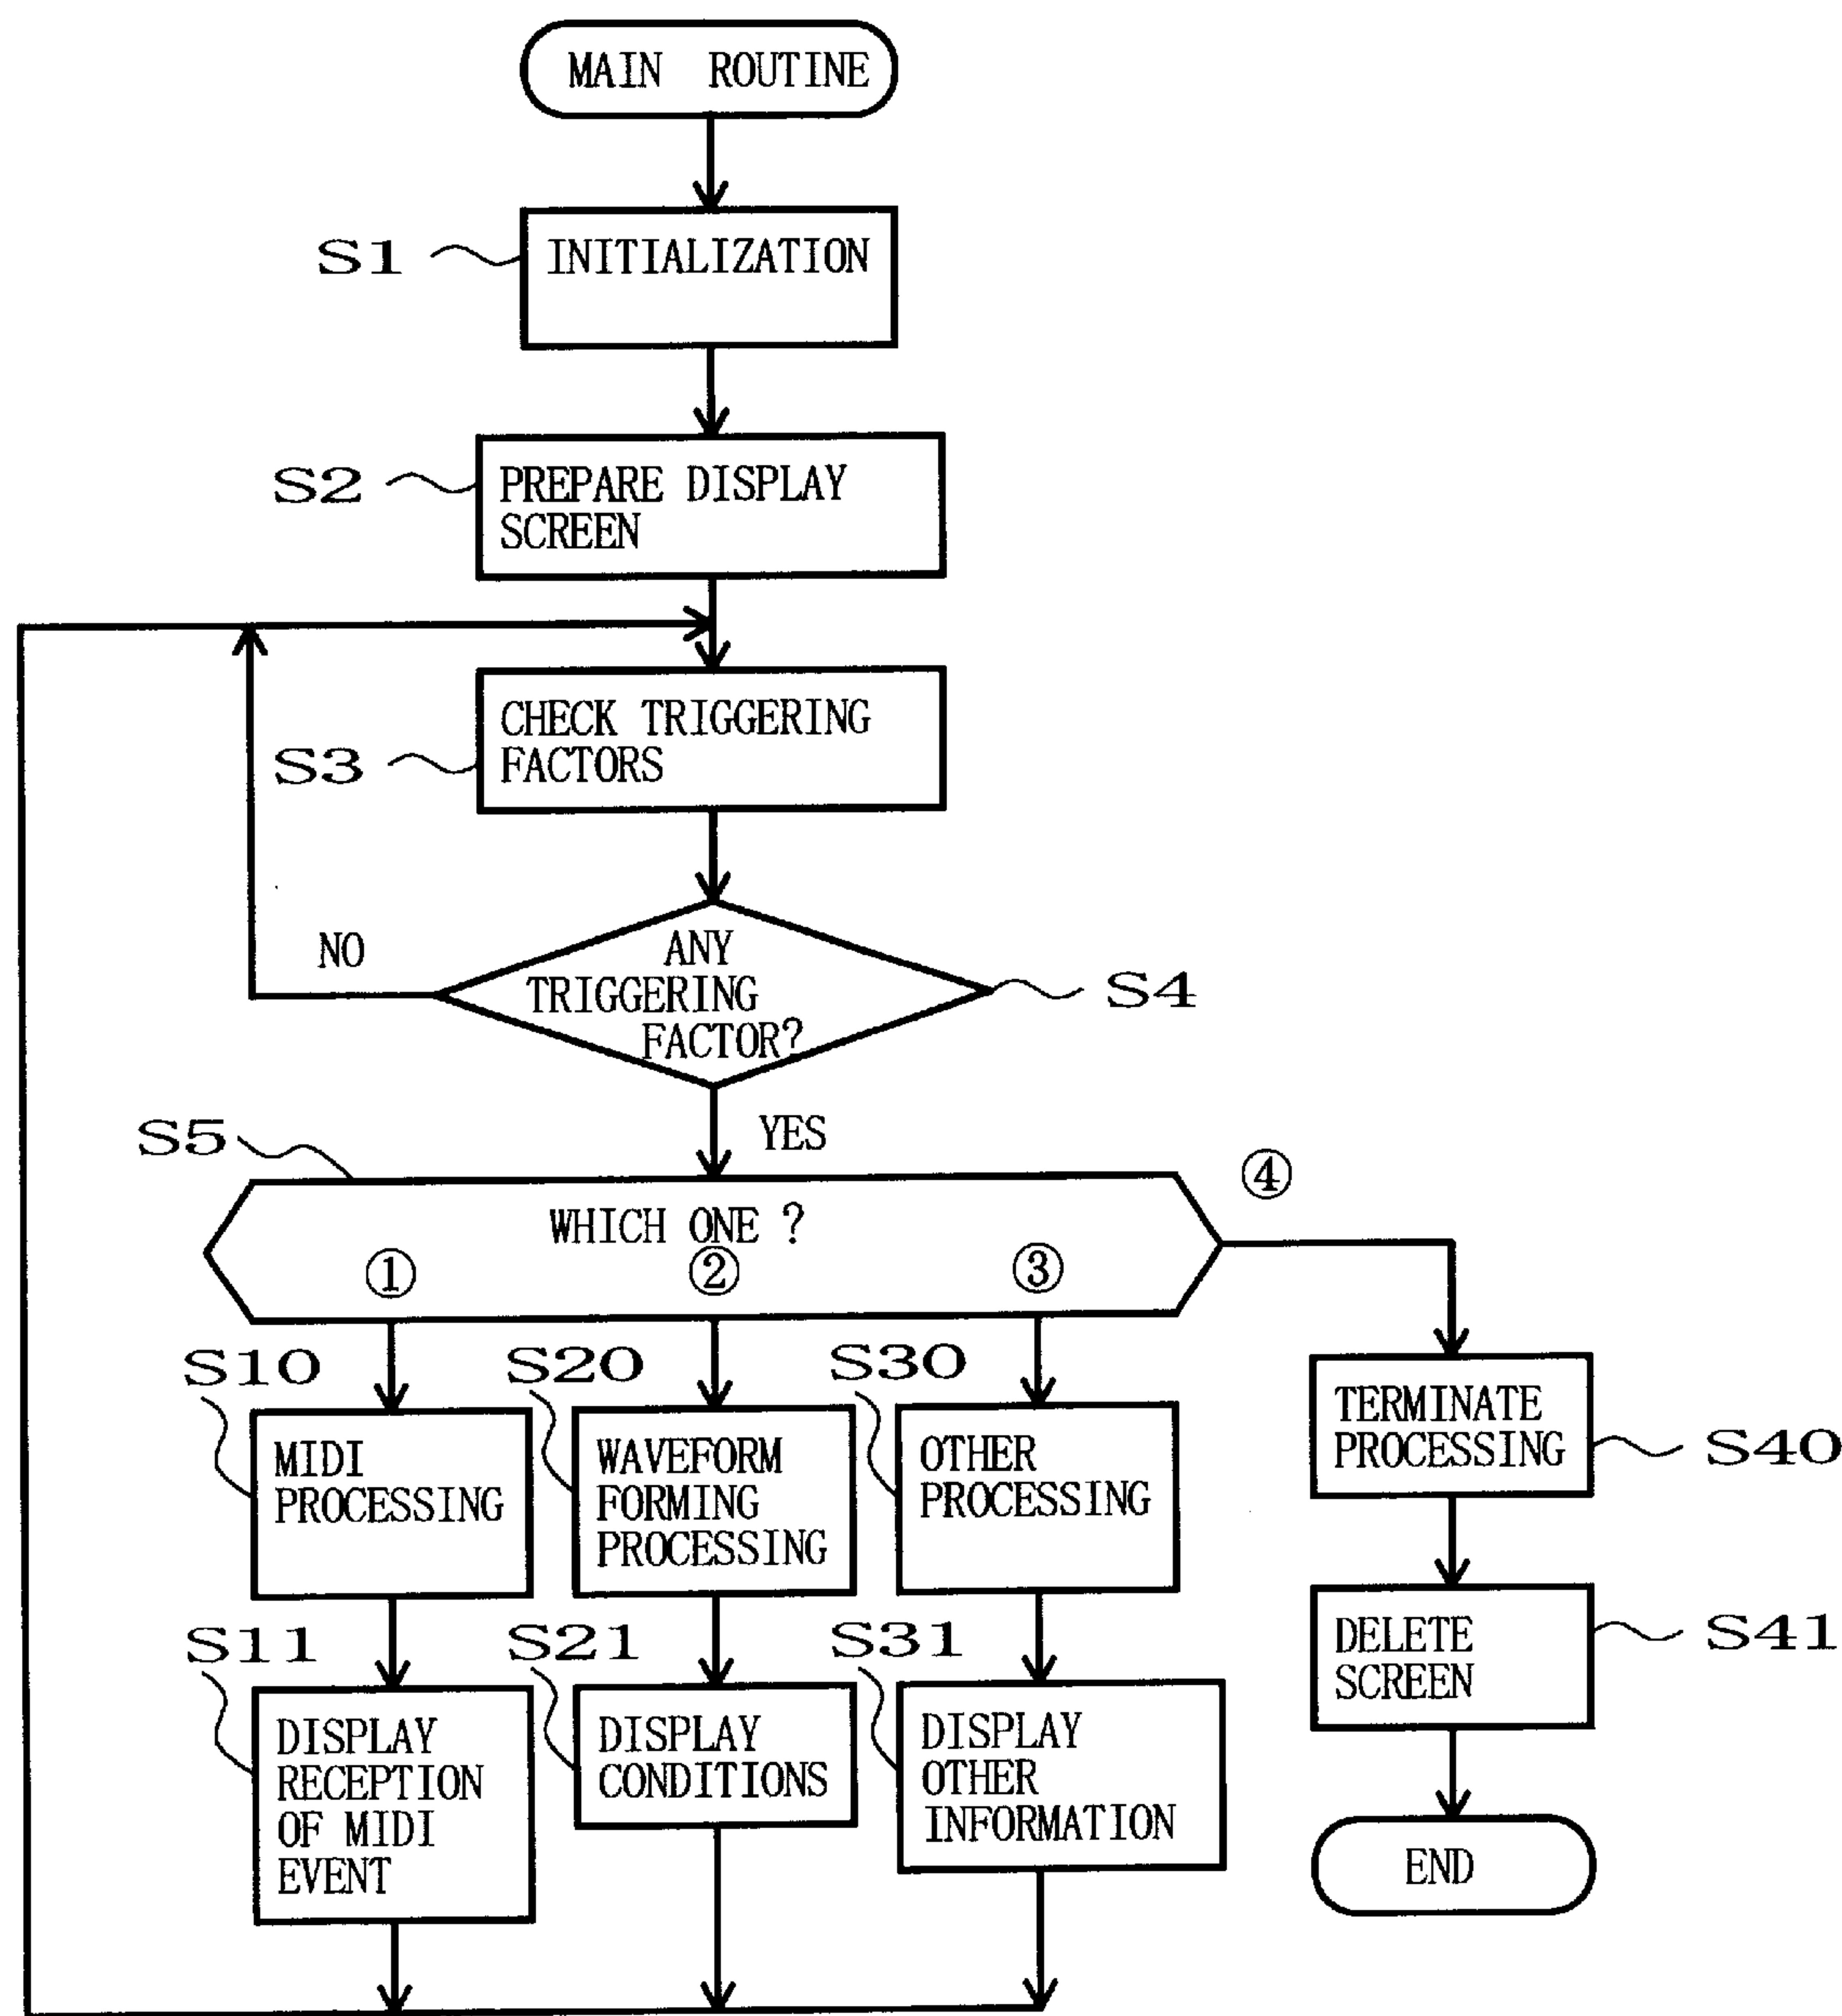 MAIN ROUTINE
S1
INITIALIZATION
S2
PREPARE DISPLAY
SCREEN
S3
CHECK TRIGGERING
FACTORS
NO
ANY
TRIGGERING
FACTOR?
S4
YES
S5
WHICH ONE ?
①
②
③
④
S10
MIDI
PROCESSING
S20
WAVEFORM
FORMING
PROCESSING
S30
OTHER
PROCESSING
TERMINATE
PROCESSING
S40
S11
DISPLAY
RECEPTION
OF MIDI
EVENT
S21
DISPLAY
CONDITIONS
S31
DISPLAY
OTHER
INFORMATION
DELETE
SCREEN
S41
END